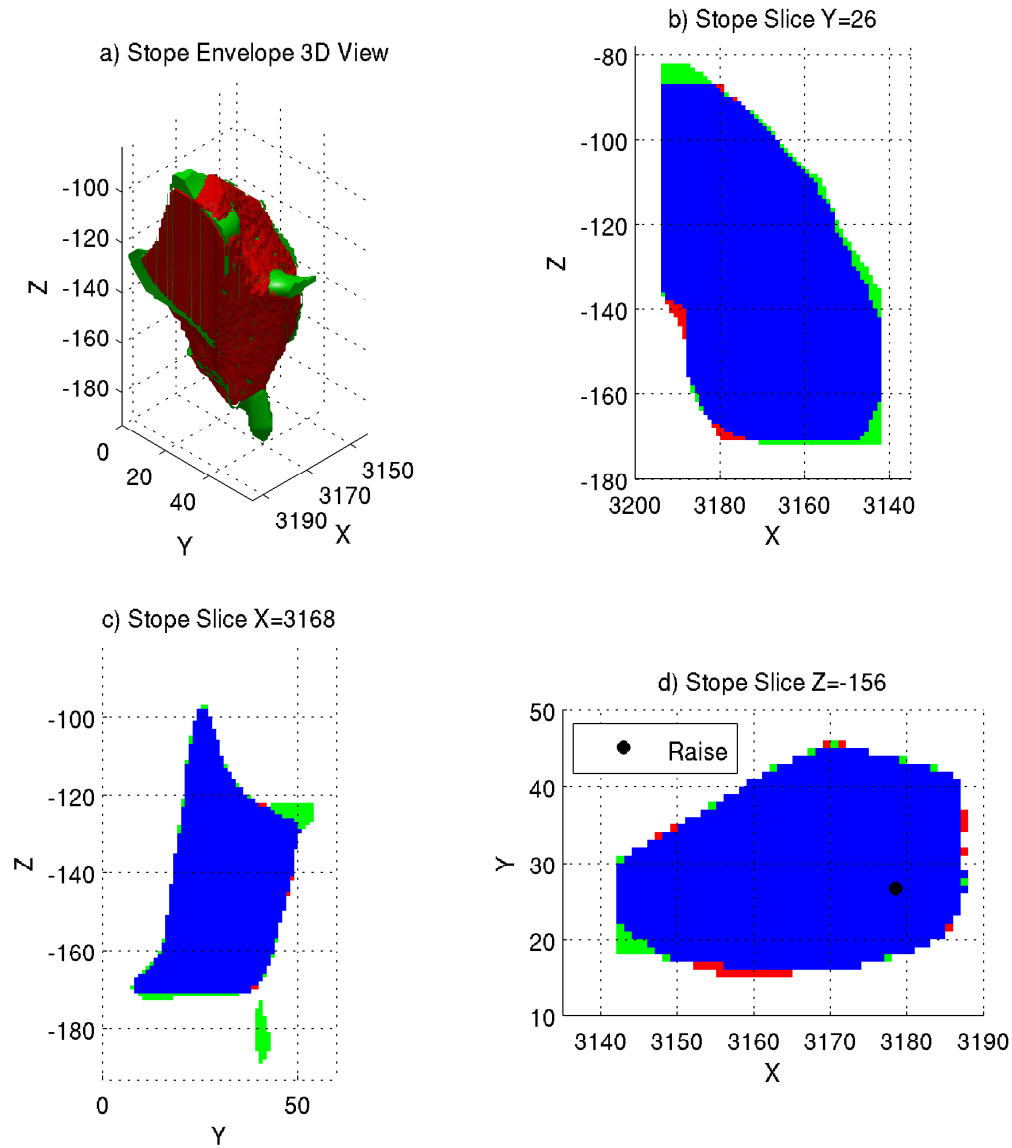 a) Stope Envelope 3D View
-100
-120
-140
-160
-180
Z
0
20
40
Y
3190
3170
3150
X
b) Stope Slice Y=26
-80
-100
-120
-140
-160
-180
Z
3200
3180
3160
3140
X
c) Stope Slice X=3168
-100
-120
-140
-160
-180
Z
0
50
Y
d) Stope Slice Z=-156
50
40
30
20
10
Y
Raise
3140
3150
3160
3170
3180
3190
X